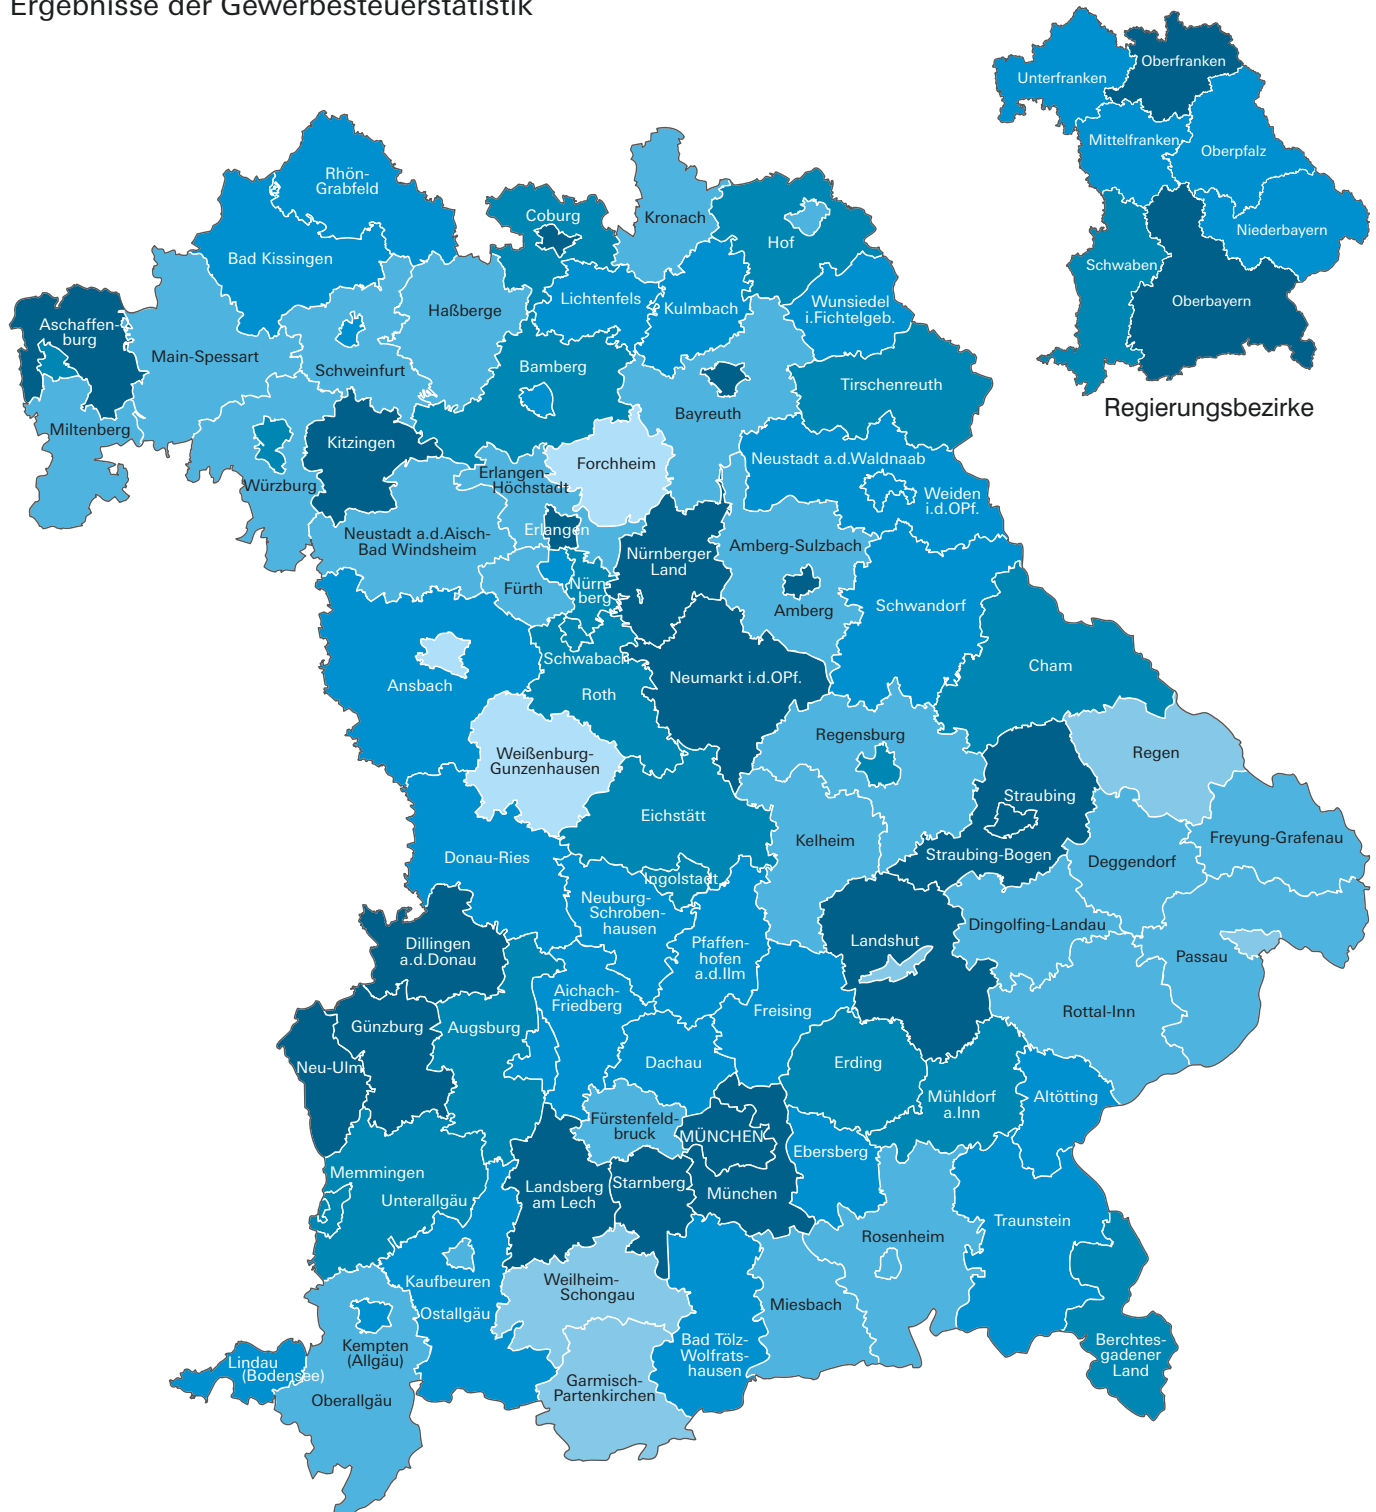 Ergebnisse der Gewerbesteuerstatistik
Oberfranken
Unterfranken
Mittelfranken
Oberpfalz
Niederbayern
Schwaben
Oberbayern
Regierungsbezirke
Rhön-
Grabfeld
Coburg
Kronach
Hof
Bad Kissingen
Lichtenfels
Kulmbach
Wunsiedel
i.Fichtelgeb.
Haßberge
Aschaffen-
burg
Main-Spessart
Schweinfurt
Bamberg
Tirschenreuth
Bayreuth
Miltenberg
Kitzingen
Forchheim
Neustadt a.d.Waldnaab
Erlangen-
Höchstadt
Würzburg
Weiden
i.d.OPf.
Neustadt a.d.Aisch-
Bad Windsheim
Erlangen
Nürnberger
Land
Amberg-Sulzbach
Fürth
Nürn-
berg
Amberg
Schwandorf
Schwabach
Cham
Ansbach
Roth
Neumarkt i.d.OPf.
Regensburg
Weißenburg-
Gunzenhausen
Regen
Straubing
Eichstätt
Kelheim
Freyung-Grafenau
Donau-Ries
Straubing-Bogen
Deggendorf
Ingolstadt
Neuburg-
Schroben-
hausen
Dingolfing-Landau
Dillingen
a.d.Donau
Pfaffen-
hofen
a.d.Ilm
Landshut
Passau
Aichach-
Friedberg
Freising
Rottal-Inn
Günzburg
Augsburg
Neu-Ulm
Dachau
Erding
Mühldorf
a.Inn
Altötting
Fürstenfeld-
bruck
MÜNCHEN
Ebersberg
Memmingen
Unterallgäu
Landsberg
am Lech
Starnberg
München
Traunstein
Rosenheim
Kaufbeuren
Weilheim-
Schongau
Miesbach
Ostallgäu
Kempten
(Allgäu)
Bad Tölz-
Wolfrats-
hausen
Berchtes-
gadener
Land
Lindau
(Bodensee)
Garmisch-
Partenkirchen
Oberallgäu